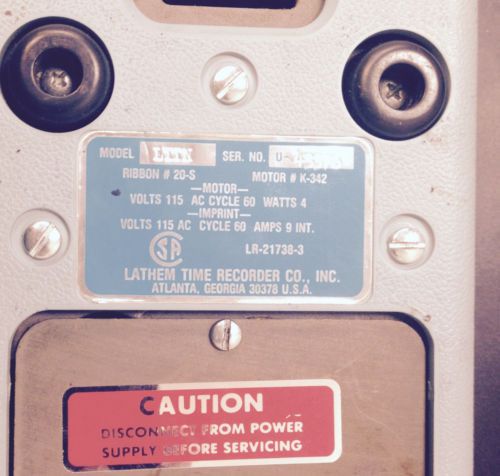 MODEL SER. NO. U-
RIBBON # 20-S MOTOR # K-342
—MOTOR—
VOLTS 115 AC CYCLE 60 WATTS 4
—IMPRINT—
VOLTS 115 AC CYCLE 60 AMPS 9 INT.
SA LR-21738-3
LATHEM TIME RECORDER CO., INC.
ATLANTA, GEORGIA 30378 U.S.A.
CAUTION
DISCONNECT FROM POWER
SUPPLY BEFORE SERVICING